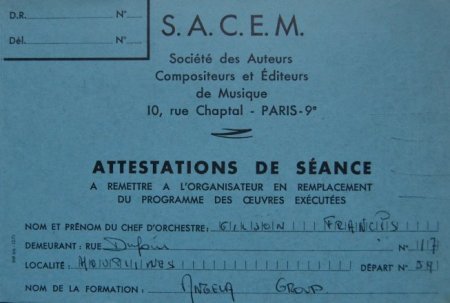 D.R. N°
Dél. N°
S.A.C.E.M.
Société des Auteurs
Compositeurs et Éditeurs
de Musique
10, rue Chaptal - PARIS-9e
ATTESTATIONS DE SÉANCE
A REMETTRE A L'ORGANISATEUR EN REMPLACEMENT
DU PROGRAMME DES ŒUVRES EXÉCUTÉES
NOM ET PRÉNOM DU CHEF D'ORCHESTRE: FRANCIS
DEMEURANT: RUE N° 117
LOCALITÉ: DÉPART N° 59
NOM DE LA FORMATION: ANGELA GROUP